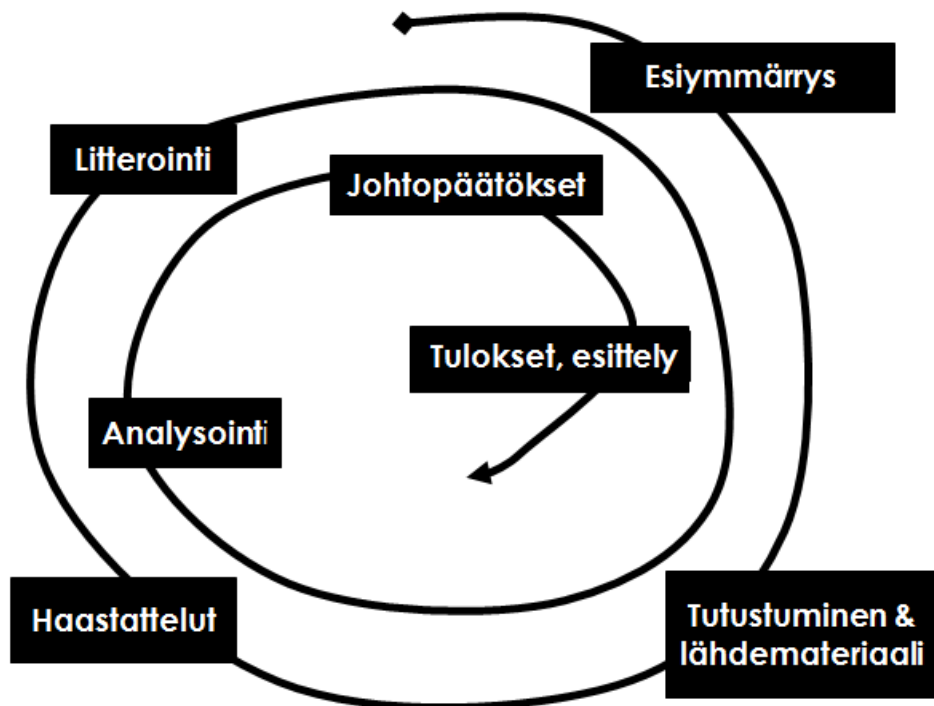 Esiymmärrys
Litterointi
Johtopäätökset
Tulokset, esittely
Analysointi
Haastattelut
Tutustuminen &
lähdemateriaali